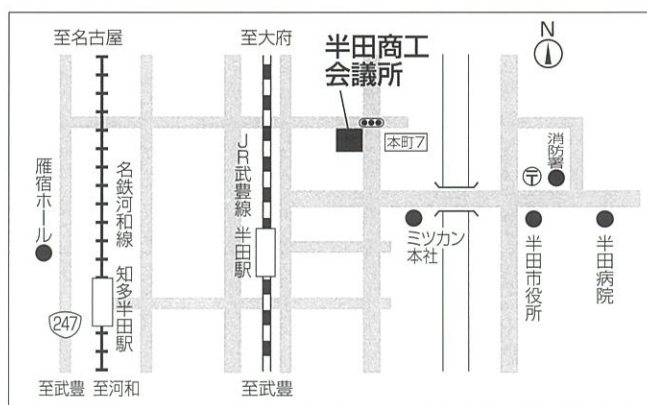 至名古屋
至大府
半田商工
会議所
N
本町7
消防署
〒
雁宿ホール
名鉄河和線
知多半田駅
JR武豊線
半田駅
ミツカン
本社
半田市役所
半田病院
247
至武豊
至河和
至武豊